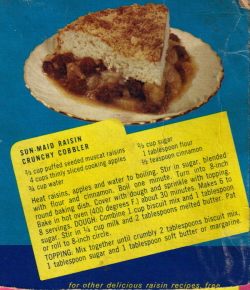 SUN-MAID RAISIN
CRUNCHY COBBLER
⅔ cup puffed seeded muscat raisins
4 cups thinly sliced cooking apples
¾ cup water
⅔ cup sugar
1 tablespoon flour
½ teaspoon cinnamon
Heat raisins, apples and water to boiling. Stir in sugar, blended
with flour and cinnamon. Boil one minute. Turn into 8-inch
round baking dish. Cover with dough and sprinkle with topping.
Bake in hot oven (400 degrees F.) about 30 minutes. Makes 6 to
8 servings. DOUGH: Combine 1 cup biscuit mix and 1 tablespoon
sugar. Stir in ¼ cup milk and 2 tablespoons melted butter. Pat
or roll to 8-inch circle.
TOPPING: Mix together until crumbly 2 tablespoons biscuit mix,
1 tablespoon sugar and 1 tablespoon soft butter or margarine.
for other delicious raisin recipes, free